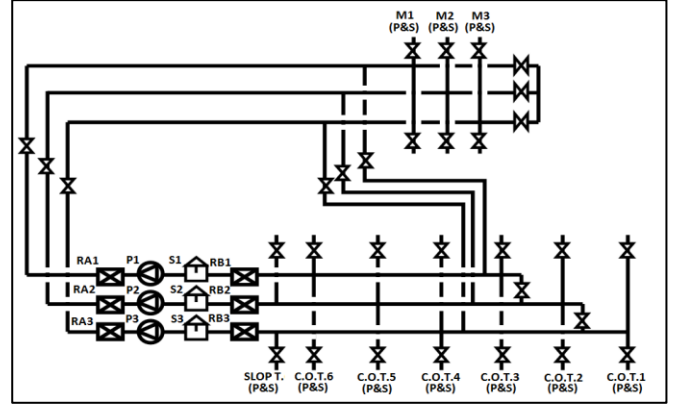 M1 M2 M3
(P&S) (P&S) (P&S)
RA1 P1 S1 RB1
RA2 P2 S2 RB2
RA3 P3 S3 RB3
SLOP T. C.O.T.6 C.O.T.5 C.O.T.4 C.O.T.3 C.O.T.2 C.O.T.1
(P&S) (P&S) (P&S) (P&S) (P&S) (P&S) (P&S)